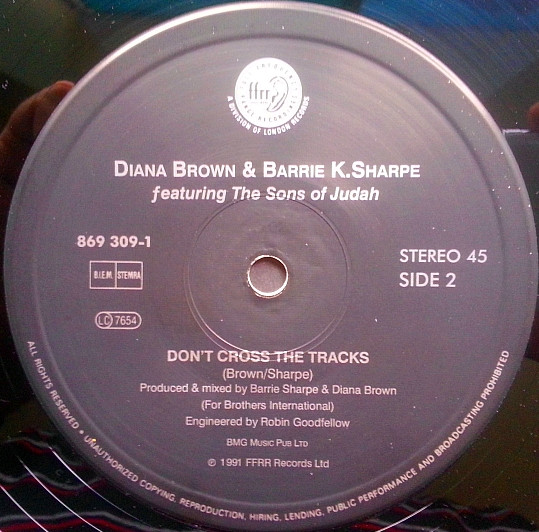 ffrr
A DIVISION OF LONDON RECORDS
DIANA BROWN & BARRIE K.SHARPE
featuring The Sons of Judah
869 309-1
STEREO 45
SIDE 2
B.I.E.M. STEMRA
LC 7654
DON'T CROSS THE TRACKS
(Brown/Sharpe)
Produced & mixed by Barrie Sharpe & Diana Brown
(For Brothers International)
Engineered by Robin Goodfellow
BMG MUSIC PUB LTD
℗ 1991 FFRR Records Ltd
ALL RIGHTS RESERVED • UNAUTHORIZED COPYING, REPRODUCTION, HIRING, LENDING, PUBLIC PERFORMANCE AND BROADCASTING PROHIBITED